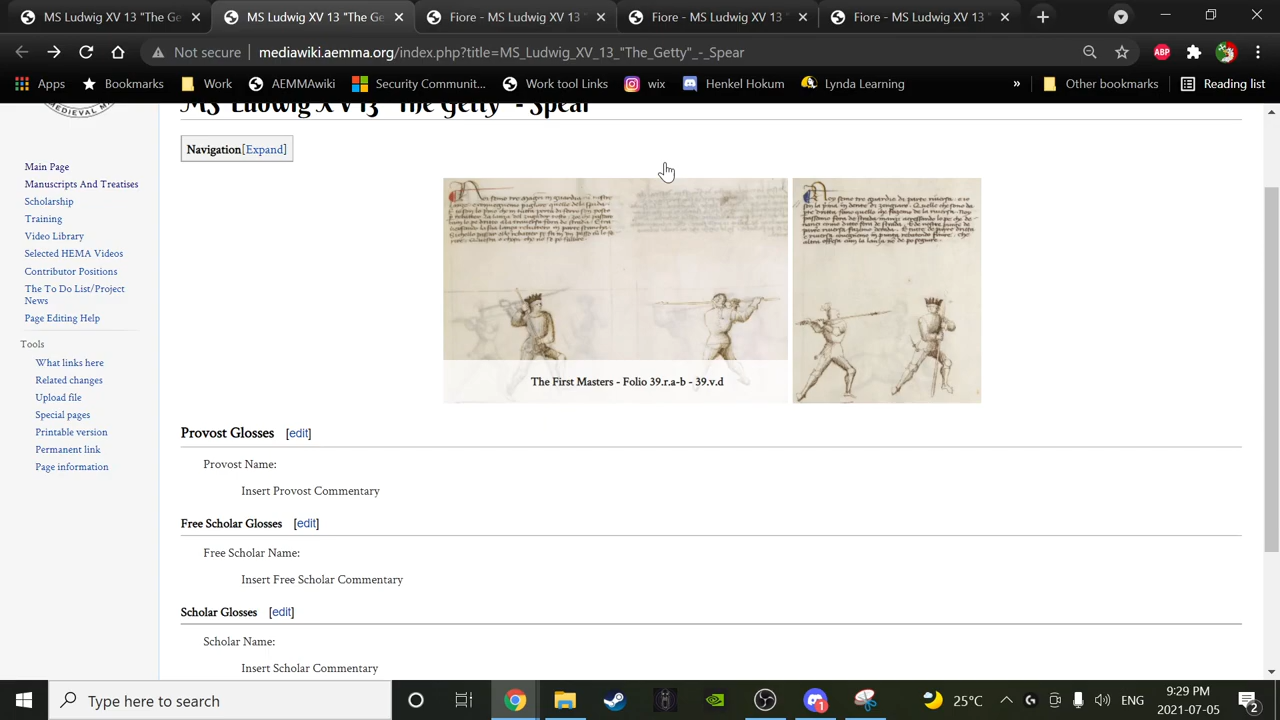 MS Ludwig XV 13 "The Ge
MS Ludwig XV 13 "The Ge
Fiore - MS Ludwig XV 13
Fiore - MS Ludwig XV 13
Fiore - MS Ludwig XV 13
Not secure
mediawiki.aemma.org/index.php?title=MS_Ludwig_XV_13_"The_Getty"_-_Spear
ABP
Apps
Bookmarks
Work
AEMMAwiki
Security Communit...
Work tool Links
wix
Henkel Hokum
Lynda Learning
»
Other bookmarks
Reading list
MEDIEVAL M
MS Ludwig XV 13 "The Getty" - Spear
Navigation[Expand]
Main Page
Manuscripts And Treatises
Scholarship
Training
Video Library
Selected HEMA Videos
Contributor Positions
The To Do List/Project
News
Page Editing Help
Tools
What links here
Related changes
Upload file
Special pages
Printable version
Permanent link
Page information
The First Masters - Folio 39.r.a-b - 39.v.d
Provost Glosses [edit]
Provost Name:
Insert Provost Commentary
Free Scholar Glosses [edit]
Free Scholar Name:
Insert Free Scholar Commentary
Scholar Glosses [edit]
Scholar Name:
Insert Scholar Commentary
Type here to search
1
25°C
ENG
9:29 PM
2021-07-05
2